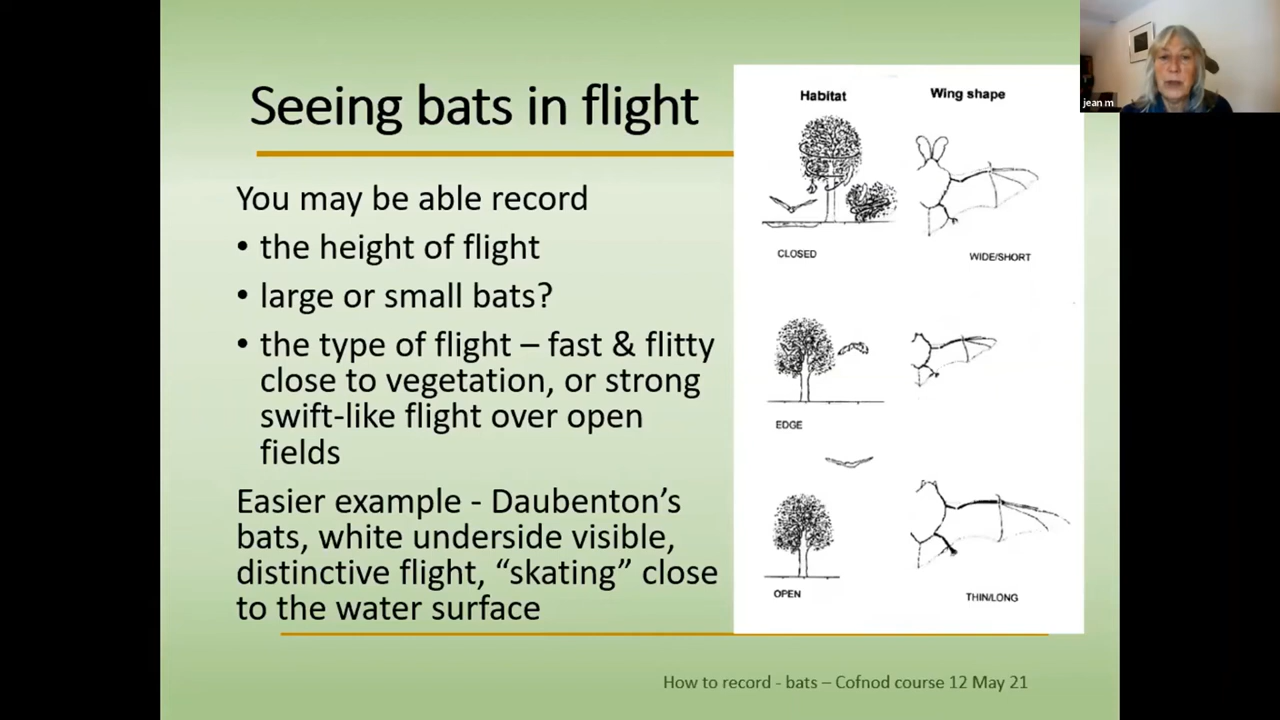 Seeing bats in flight
You may be able record
• the height of flight
• large or small bats?
• the type of flight – fast & flitty
close to vegetation, or strong
swift-like flight over open
fields
Easier example - Daubenton’s
bats, white underside visible,
distinctive flight, “skating” close
to the water surface
Habitat
Wing shape
CLOSED
WIDE/SHORT
EDGE
OPEN
THIN/LONG
jean m
How to record - bats – Cofnod course 12 May 21